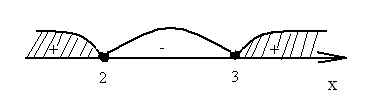 + - +
2 3
x